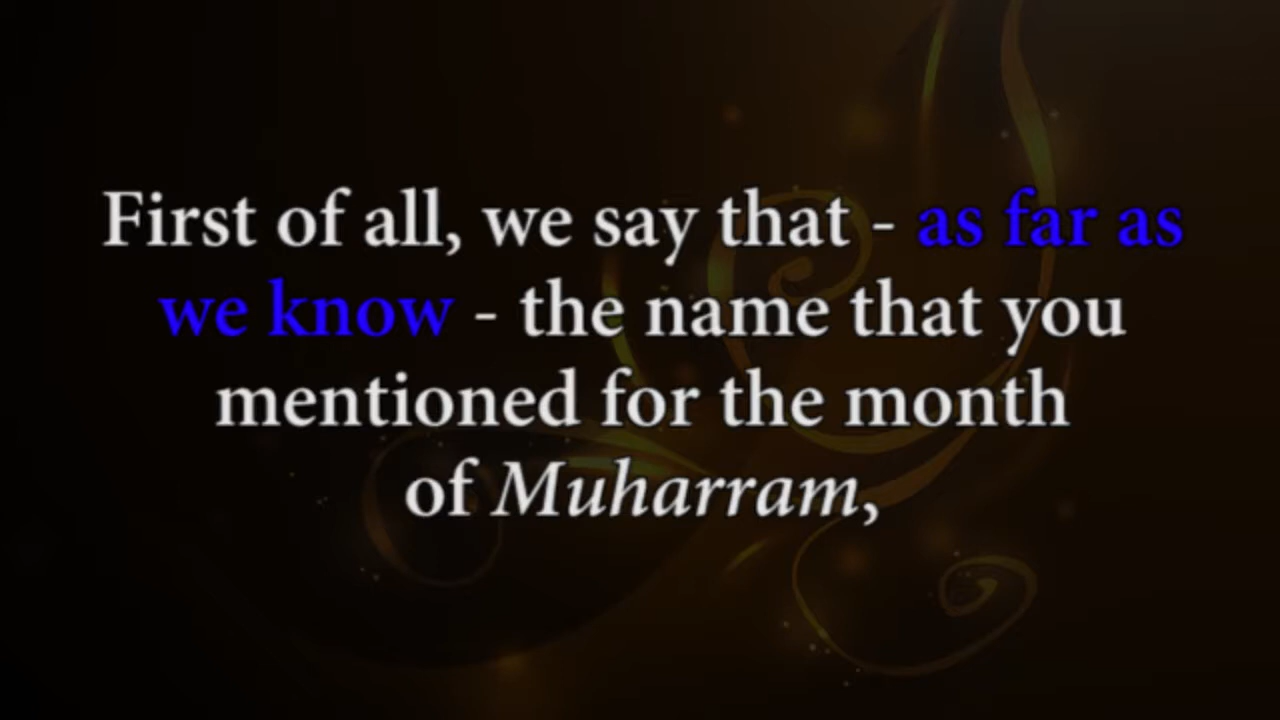 First of all, we say that - as far as
we know - the name that you
mentioned for the month
of Muharram,